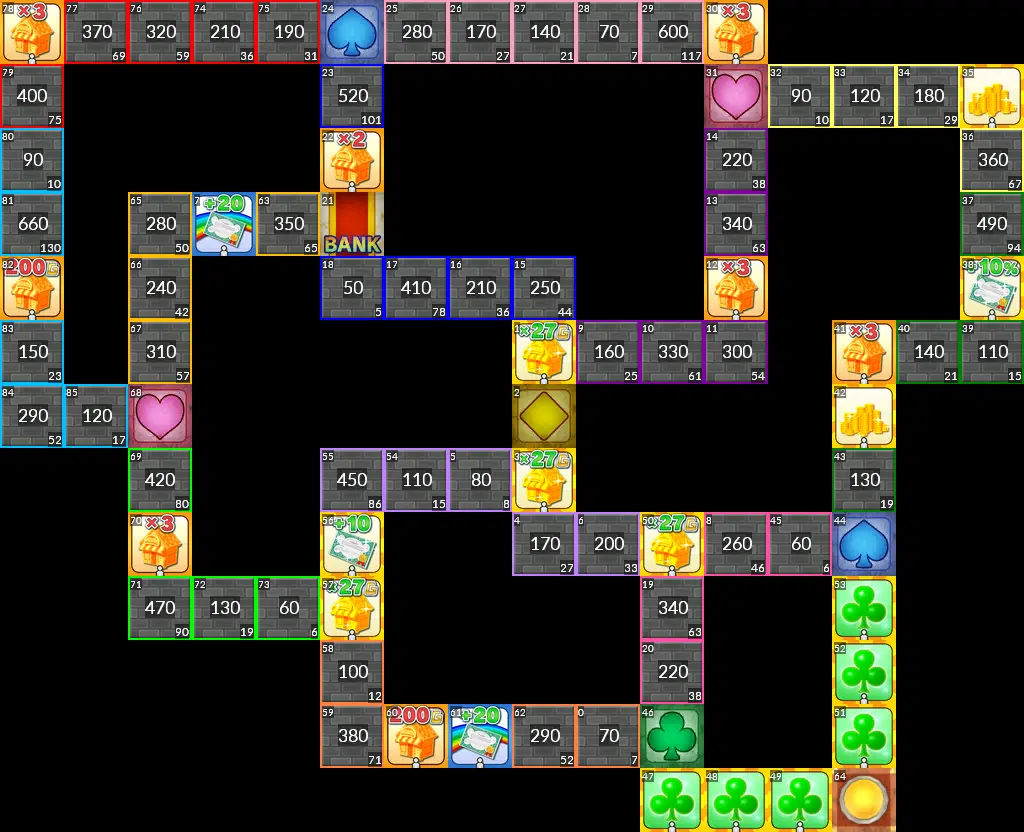 78 ×3 77 370 69 76 320 59 74 210 36 75 190 31 24 25 280 50 26 170 27 27 140 21 28 70 7 29 600 117 30 ×3
79 400 75 23 520 101 31 32 90 10 33 120 17 34 180 29 35
80 90 10 22 ×2 14 220 38 36 360 67
81 660 130 65 280 50 7 +20 63 350 65 21 BANK 13 340 63 37 490 94
82 200G 66 240 42 18 50 5 17 410 78 16 210 36 15 250 44 12 ×3 38 +10%
83 150 23 67 310 57 1 ×27G 9 160 25 10 330 61 11 300 54 41 ×3 40 140 21 39 110 15
84 290 52 85 120 17 68 2 42
69 420 80 55 450 86 54 110 15 5 80 8 3 ×27G 43 130 19
70 ×3 56 +10 4 170 27 6 200 33 50 ×27G 8 260 46 45 60 6 44
71 470 90 72 130 19 73 60 6 57 ×27G 19 340 63 53
58 100 12 20 220 38 52
59 380 71 60 200G 61 +20 62 290 52 0 70 7 46 51
47 48 49 64